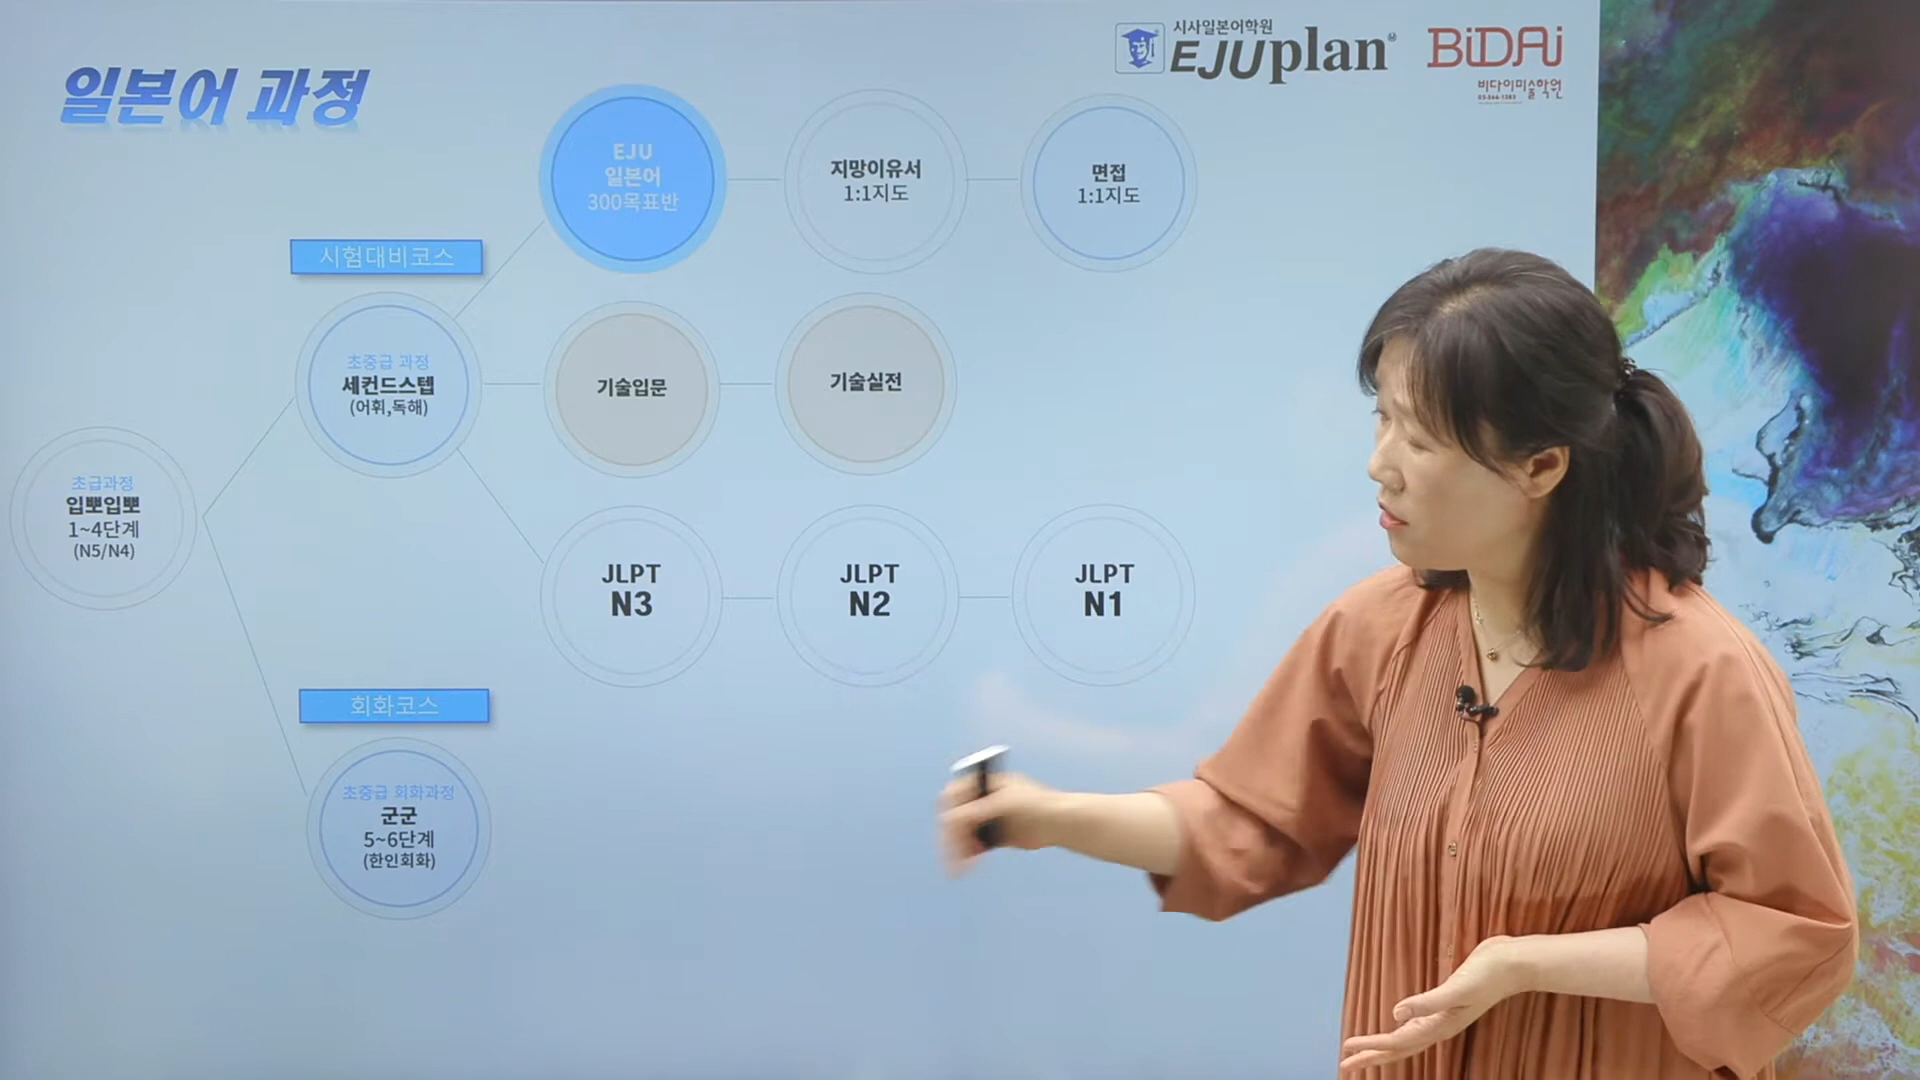 일본어 과정
시사일본어학원
EJUplan
BiDAi
비다이미술학원
EJU
일본어
300목표반
지망이유서
1:1지도
면접
1:1지도
시험대비코스
초중급 과정
세컨드스텝
(어휘,독해)
기술입문
기술실전
초급과정
입뽀입뽀
1~4단계
(N5/N4)
JLPT
N3
JLPT
N2
JLPT
N1
회화코스
초중급 회화과정
군군
5~6단계
(한인회화)